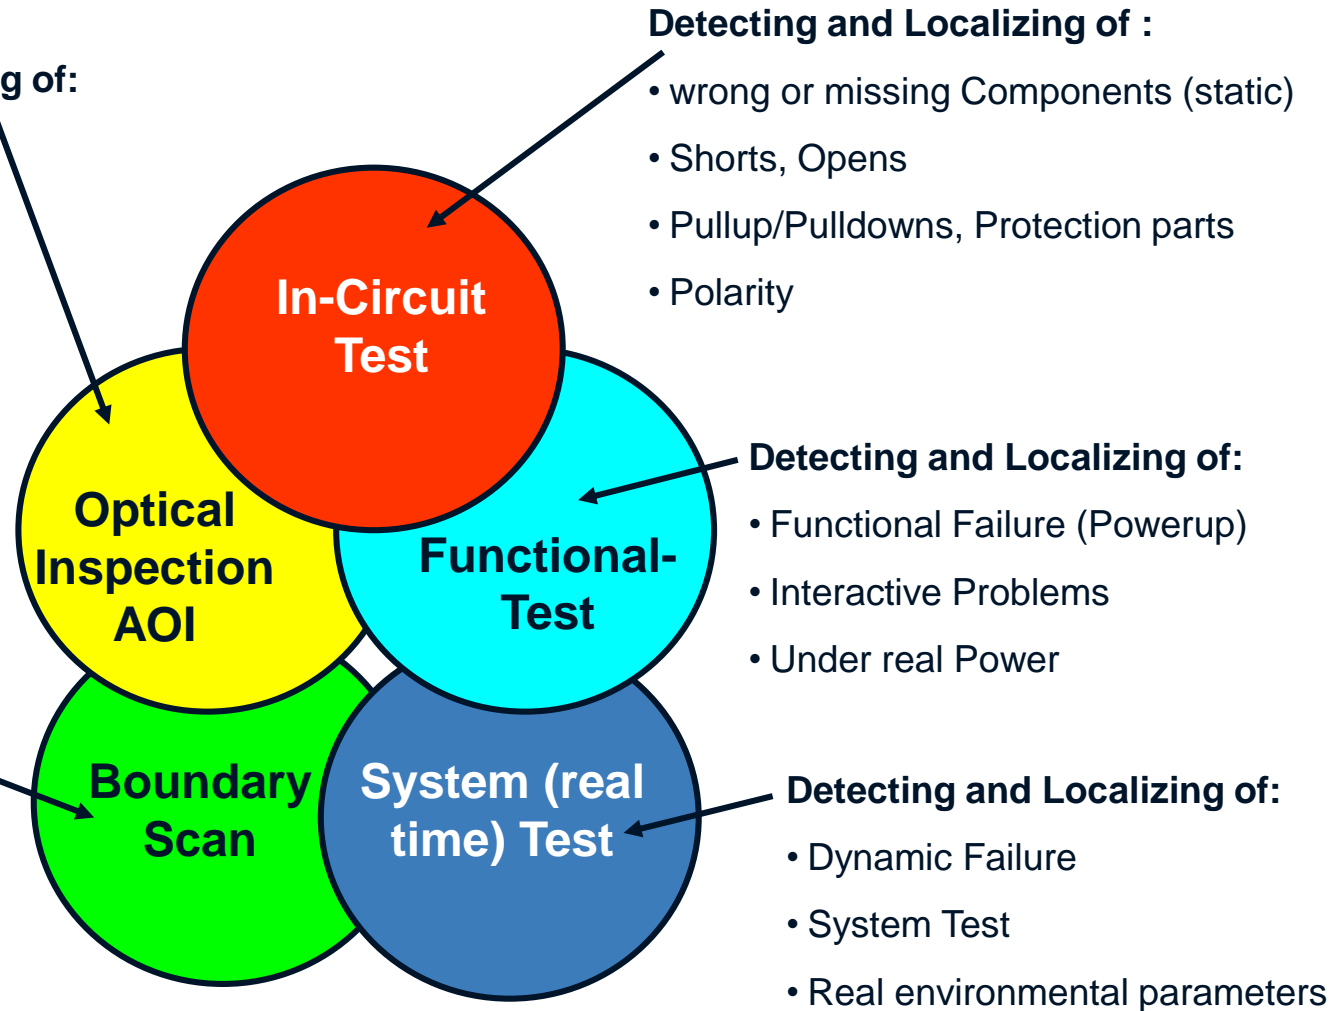 Detecting and Localizing of :
• wrong or missing Components (static)
• Shorts, Opens
• Pullup/Pulldowns, Protection parts
• Polarity
g of:
In-Circuit
Test
Optical
Inspection
AOI
Functional-
Test
Detecting and Localizing of:
• Functional Failure (Powerup)
• Interactive Problems
• Under real Power
Boundary
Scan
System (real
time) Test
Detecting and Localizing of:
• Dynamic Failure
• System Test
• Real environmental parameters